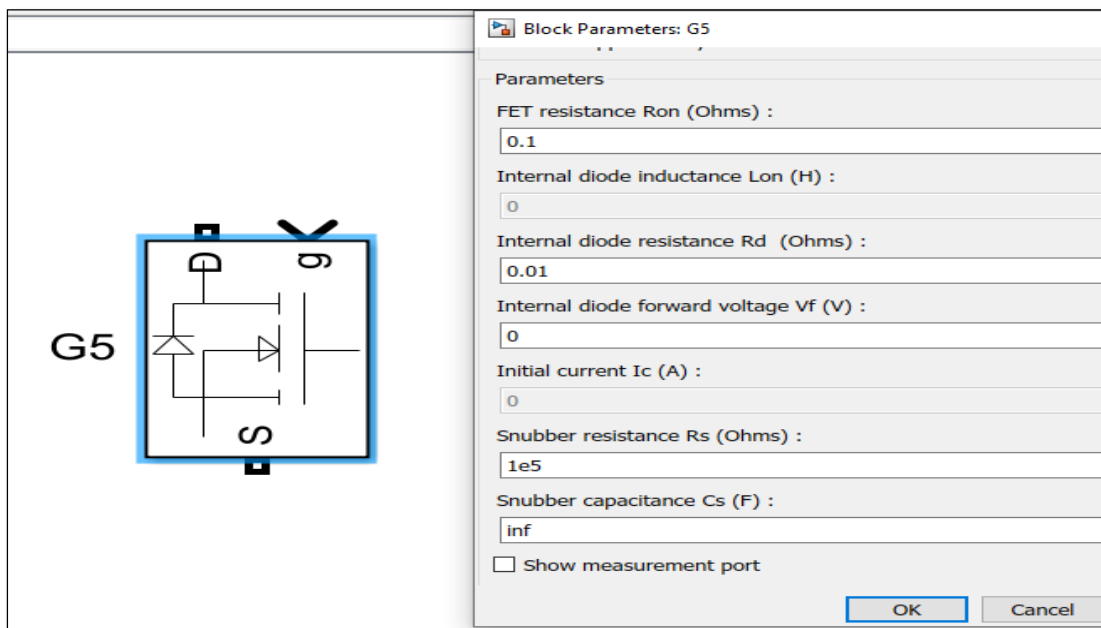 Block Parameters: G5
Parameters
FET resistance Ron (Ohms) :
0.1
Internal diode inductance Lon (H) :
0
Internal diode resistance Rd (Ohms) :
0.01
Internal diode forward voltage Vf (V) :
0
Initial current Ic (A) :
0
Snubber resistance Rs (Ohms) :
1e5
Snubber capacitance Cs (F) :
inf
Show measurement port
OK Cancel
D g
G5
S